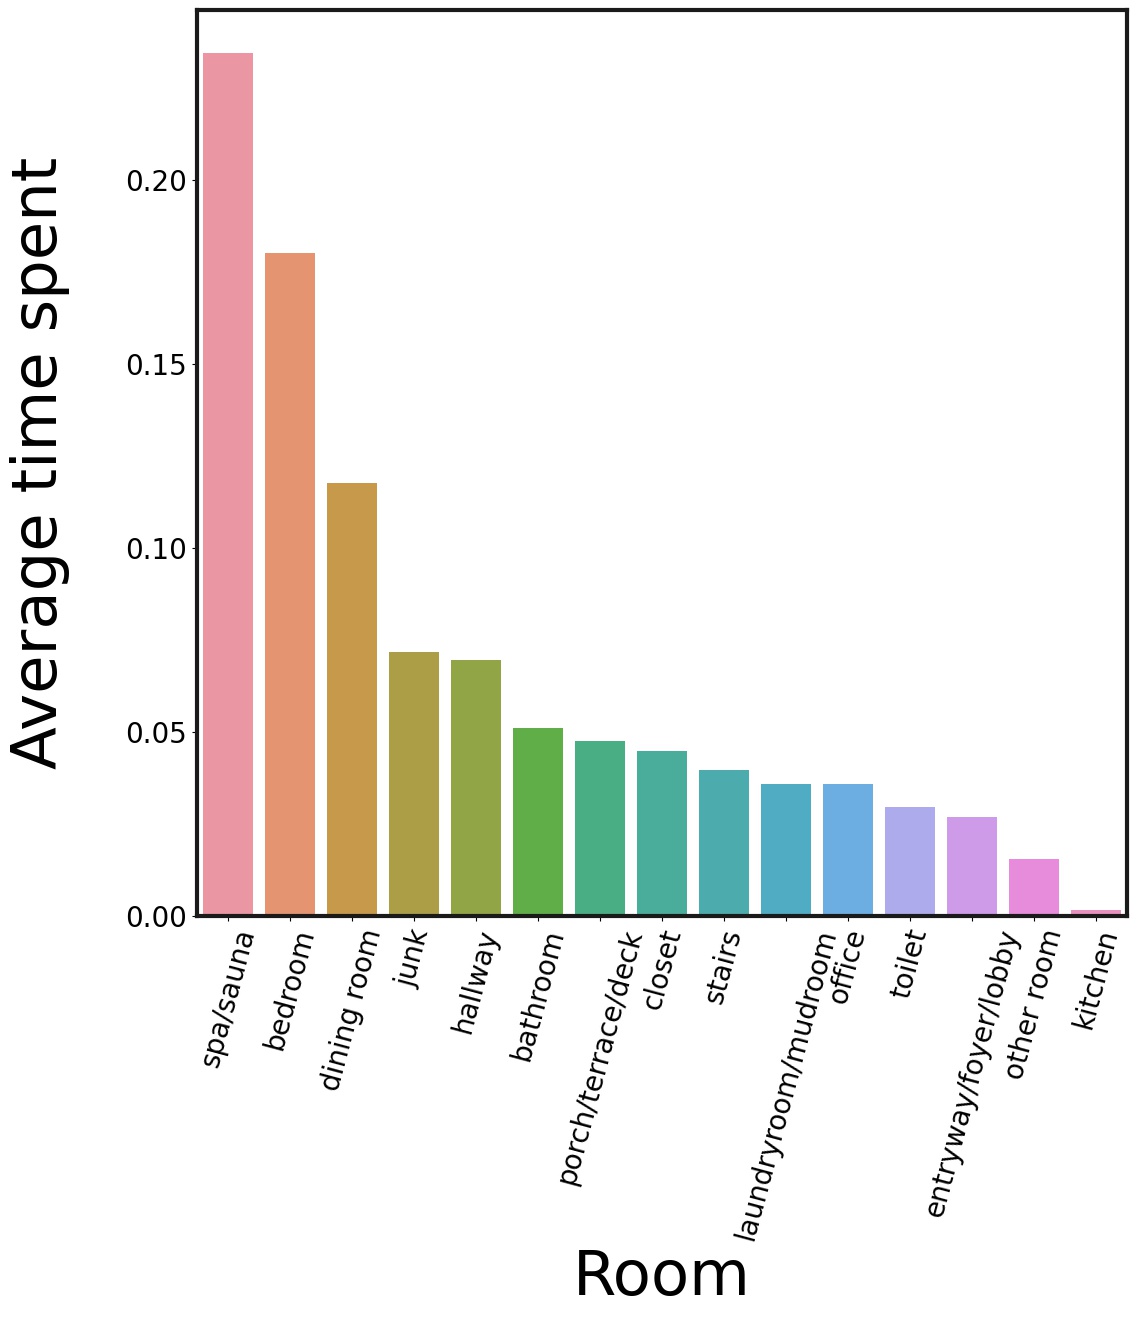 Average time spent
0.20
0.15
0.10
0.05
0.00
spa/sauna
bedroom
dining room
junk
hallway
bathroom
porch/terrace/deck
closet
stairs
laundryroom/mudroom
office
toilet
entryway/foyer/lobby
other room
kitchen
Room